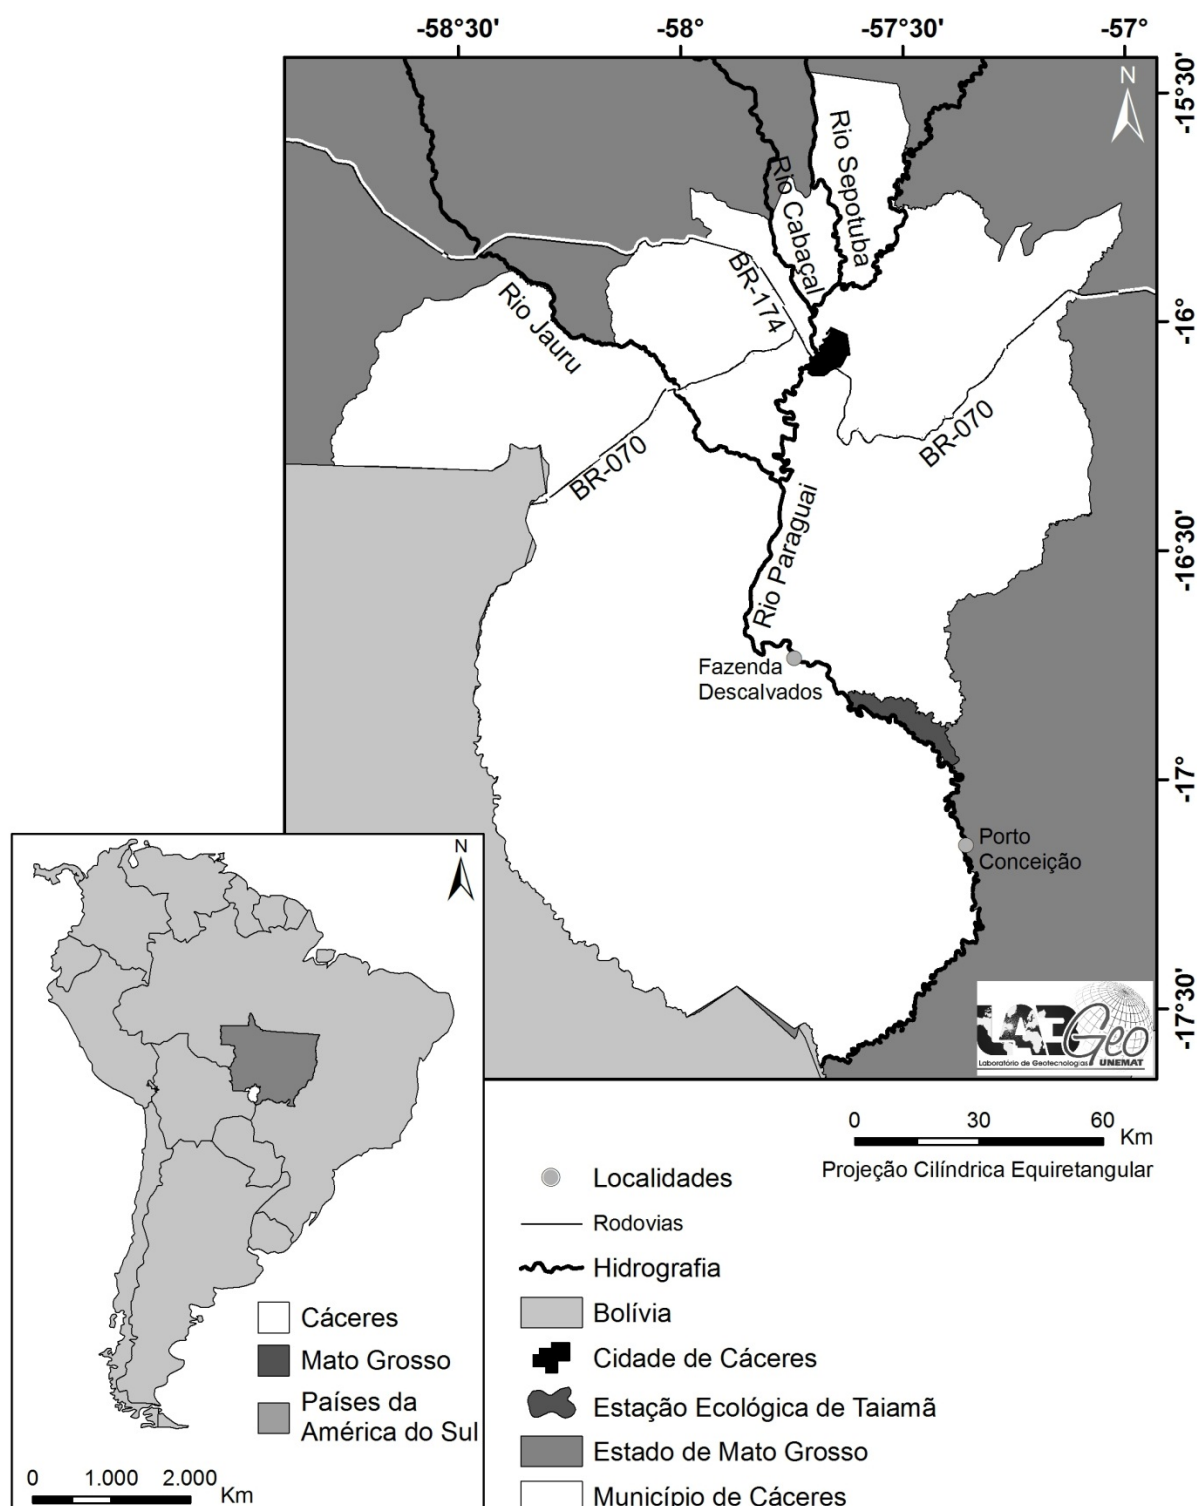 -58°30'
-58°
-57°30'
-57°
-15°30'
-16°
-16°30'
-17°
-17°30'
N
Rio Sepotuba
Rio Cabaçal
BR-174
Rio Jauru
BR-070
BR-070
Rio Paraguai
Fazenda
Descalvados
Porto
Conceição
LABGeo
Laboratório de Geotecnologias UNEMAT
0 30 60 Km
Projeção Cilíndrica Equiretangular
N
Cáceres
Mato Grosso
Países da
América do Sul
0 1.000 2.000 Km
Localidades
Rodovias
Hidrografia
Bolívia
Cidade de Cáceres
Estação Ecológica de Taiamã
Estado de Mato Grosso
Município de Cáceres